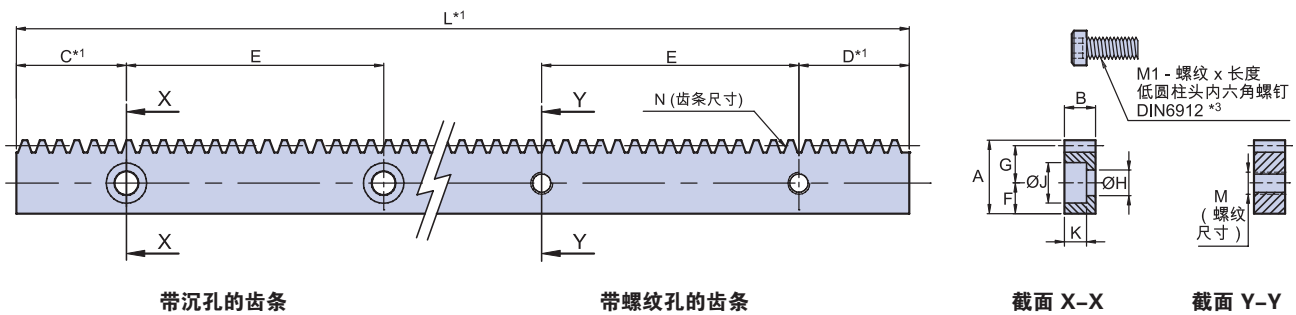 L*1
C*1
E
E
D*1
X
Y
N (齿条尺寸)
X
Y
M1 - 螺纹 x 长度
低圆柱头内六角螺钉
DIN6912 *3
B
A
G
F
ØJ
ØH
K
M
( 螺纹
尺寸 )
带沉孔的齿条
带螺纹孔的齿条
截面 X–X
截面 Y–Y